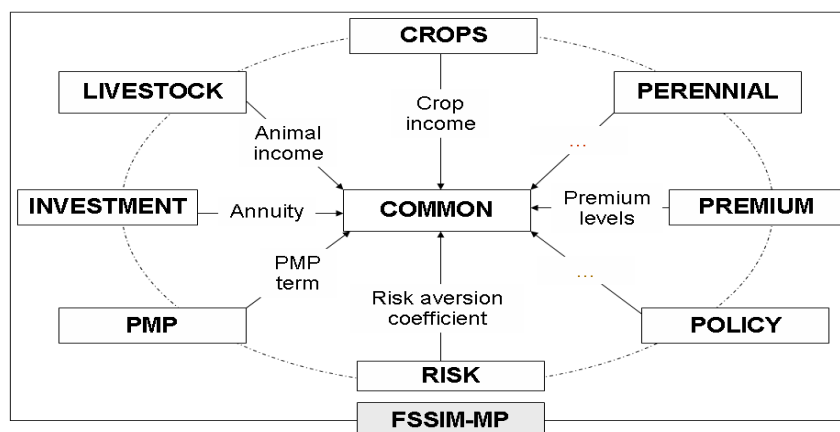 CROPS
LIVESTOCK
PERENNIAL
Crop
income
Animal
income
...
INVESTMENT
Annuity
COMMON
Premium
levels
PREMIUM
PMP
term
...
Risk aversion
coefficient
PMP
POLICY
RISK
FSSIM-MP